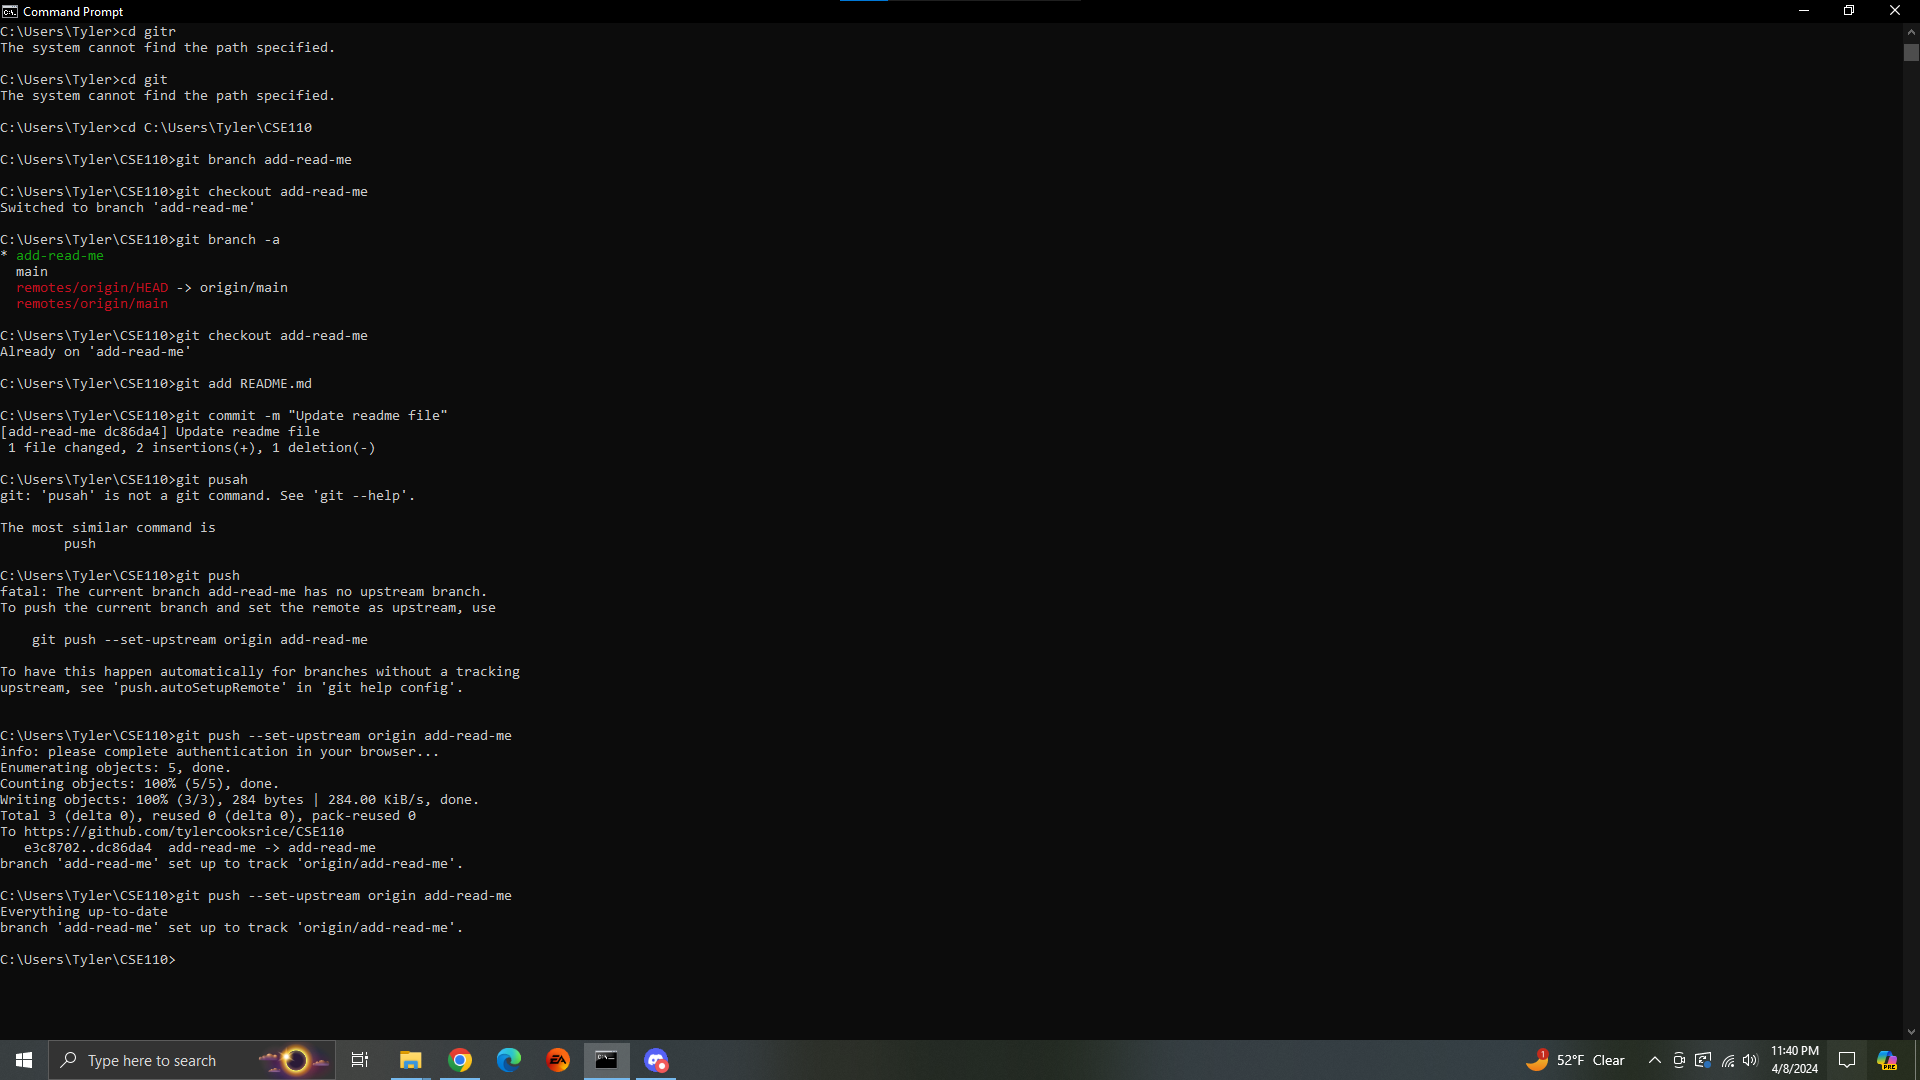 Command Prompt
C:\Users\Tyler>cd gitr
The system cannot find the path specified.
C:\Users\Tyler>cd git
The system cannot find the path specified.
C:\Users\Tyler>cd C:\Users\Tyler\CSE110
C:\Users\Tyler\CSE110>git branch add-read-me
C:\Users\Tyler\CSE110>git checkout add-read-me
Switched to branch 'add-read-me'
C:\Users\Tyler\CSE110>git branch -a
* add-read-me
  main
  remotes/origin/HEAD -> origin/main
  remotes/origin/main
C:\Users\Tyler\CSE110>git checkout add-read-me
Already on 'add-read-me'
C:\Users\Tyler\CSE110>git add README.md
C:\Users\Tyler\CSE110>git commit -m "Update readme file"
[add-read-me dc86da4] Update readme file
 1 file changed, 2 insertions(+), 1 deletion(-)
C:\Users\Tyler\CSE110>git pusah
git: 'pusah' is not a git command. See 'git --help'.
The most similar command is
        push
C:\Users\Tyler\CSE110>git push
fatal: The current branch add-read-me has no upstream branch.
To push the current branch and set the remote as upstream, use
    git push --set-upstream origin add-read-me
To have this happen automatically for branches without a tracking
upstream, see 'push.autoSetupRemote' in 'git help config'.
C:\Users\Tyler\CSE110>git push --set-upstream origin add-read-me
info: please complete authentication in your browser...
Enumerating objects: 5, done.
Counting objects: 100% (5/5), done.
Writing objects: 100% (3/3), 284 bytes | 284.00 KiB/s, done.
Total 3 (delta 0), reused 0 (delta 0), pack-reused 0
To https://github.com/tylercooksrice/CSE110
   e3c8702..dc86da4  add-read-me -> add-read-me
branch 'add-read-me' set up to track 'origin/add-read-me'.
C:\Users\Tyler\CSE110>git push --set-upstream origin add-read-me
Everything up-to-date
branch 'add-read-me' set up to track 'origin/add-read-me'.
C:\Users\Tyler\CSE110>
Type here to search
EA
1
52°F Clear
11:40 PM
4/8/2024
PRE